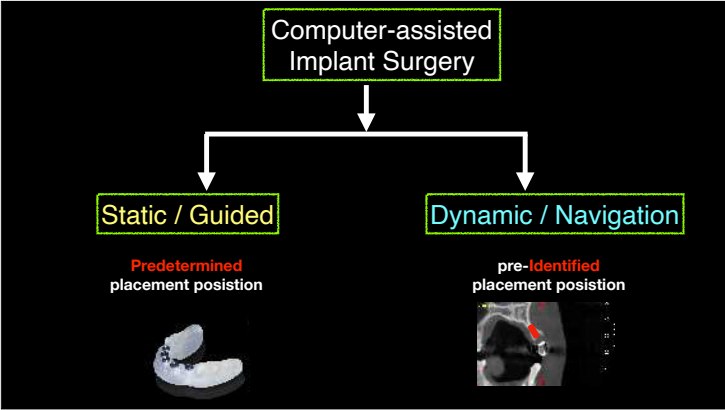 Computer-assisted
Implant Surgery
Static / Guided
Dynamic / Navigation
Predetermined
placement posistion
pre-Identified
placement posistion